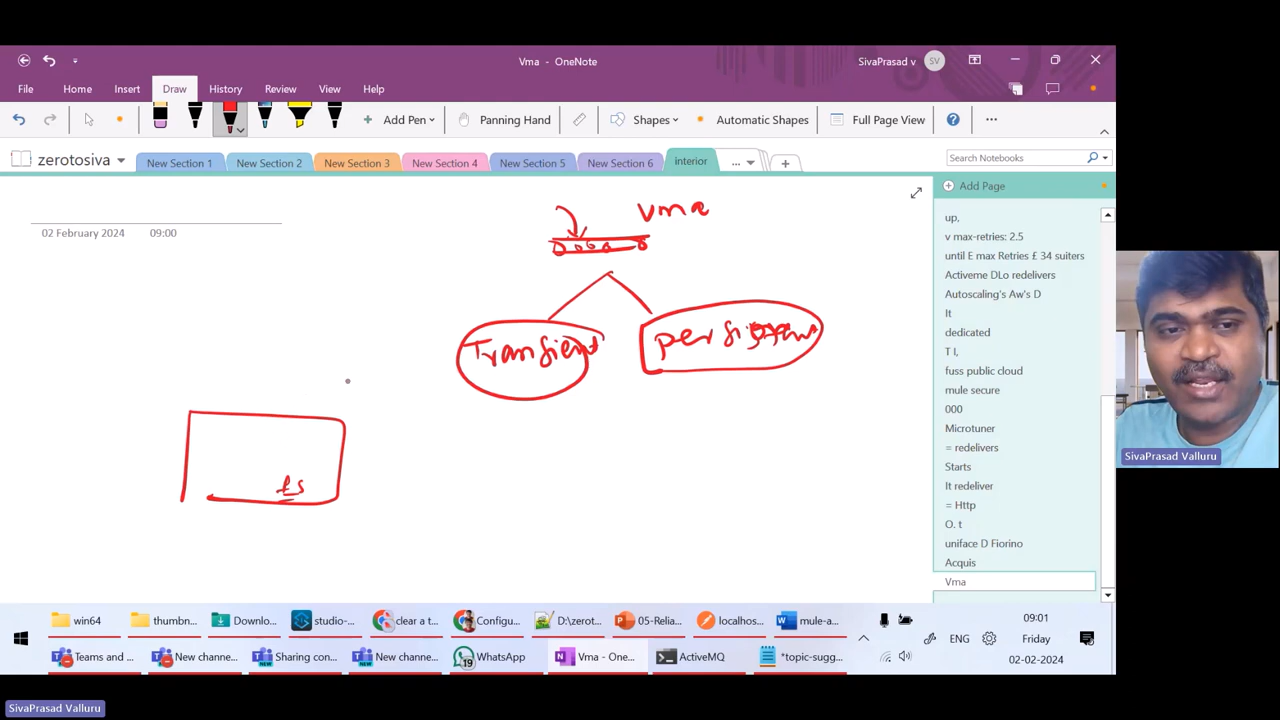 Vma - OneNote
SivaPrasad v SV
File Home Insert Draw History Review View Help
Add Pen Panning Hand Shapes Automatic Shapes Full Page View ? ...
zerotosiva
New Section 1 New Section 2 New Section 3 New Section 4 New Section 5 New Section 6 interior ... +
Search Notebooks
Add Page
02 February 2024 09:00
Vma
Transient
persistent
fs
up,
v max-retries: 2.5
until E max Retries £ 34 suiters
Activeme DLo redelivers
Autoscaling's Aw's D
It
dedicated
T I,
fuss public cloud
mule secure
000
Microtuner
= redelivers
Starts
It redeliver
= Http
O. t
uniface D Fiorino
Acquis
Vma
SivaPrasad Valluru
win64 thumbn... Downlo... studio-... clear a t... Configu... D:\zerot... 05-Relia... localhos... mule-a...
09:01
Teams and ... New channe... Sharing con... New channe... 19 WhatsApp Vma - One... ActiveMQ *topic-sugg...
ENG
Friday
02-02-2024
SivaPrasad Valluru